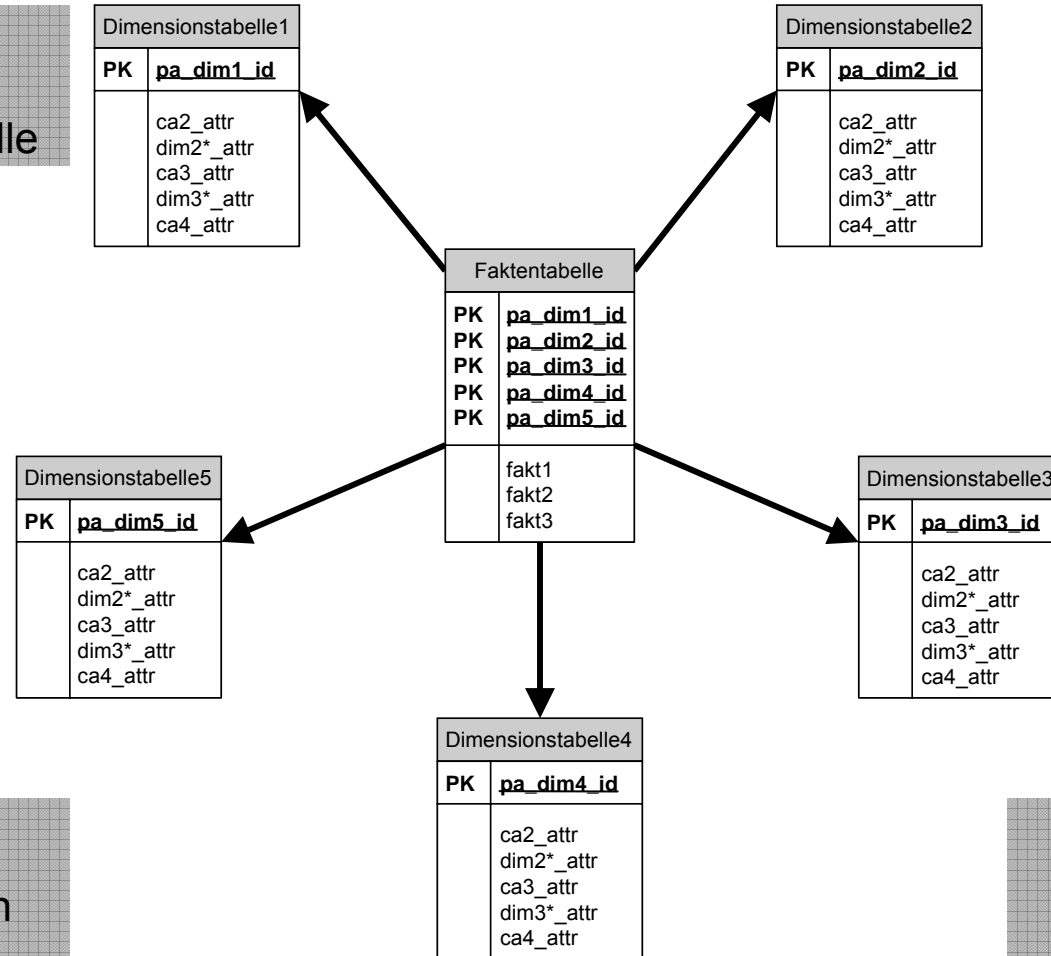 Dimensionstabelle1
PK pa_dim1_id
ca2_attr
dim2*_attr
ca3_attr
dim3*_attr
ca4_attr
Dimensionstabelle2
PK pa_dim2_id
ca2_attr
dim2*_attr
ca3_attr
dim3*_attr
ca4_attr
Faktentabelle
PK pa_dim1_id
PK pa_dim2_id
PK pa_dim3_id
PK pa_dim4_id
PK pa_dim5_id
fakt1
fakt2
fakt3
Dimensionstabelle5
PK pa_dim5_id
ca2_attr
dim2*_attr
ca3_attr
dim3*_attr
ca4_attr
Dimensionstabelle3
PK pa_dim3_id
ca2_attr
dim2*_attr
ca3_attr
dim3*_attr
ca4_attr
Dimensionstabelle4
PK pa_dim4_id
ca2_attr
dim2*_attr
ca3_attr
dim3*_attr
ca4_attr